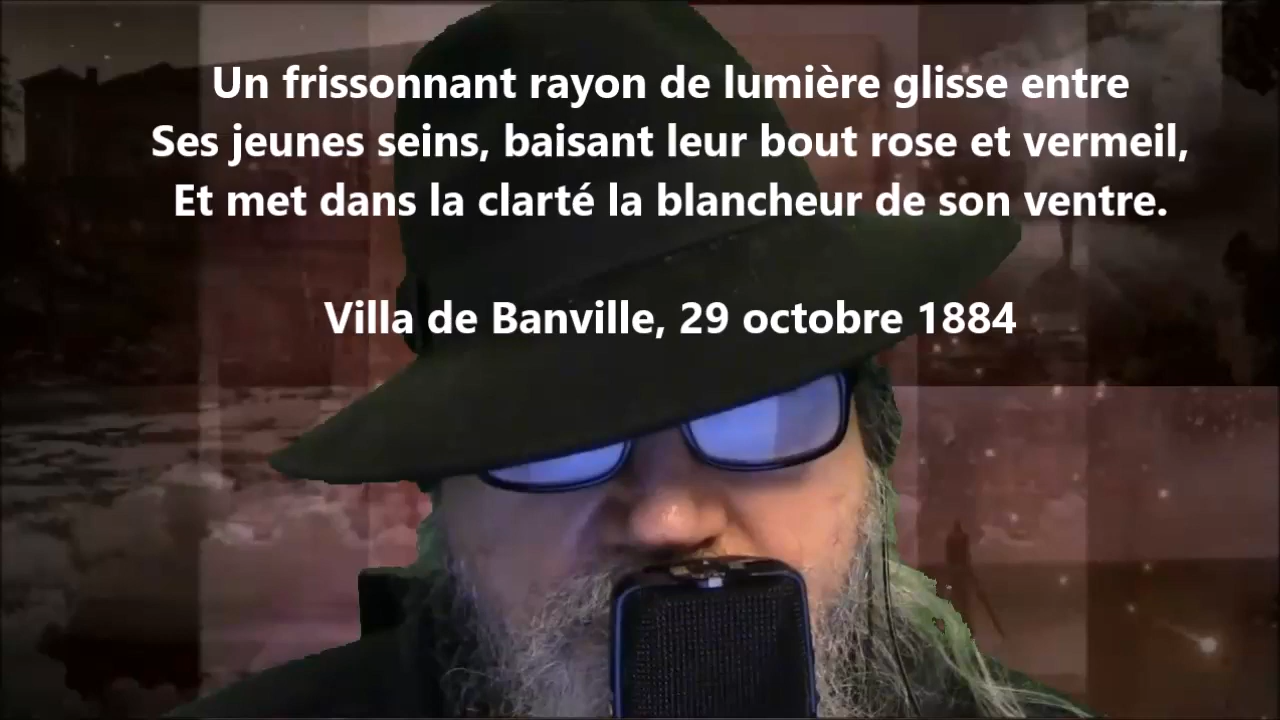 Un frissonnant rayon de lumière glisse entre
Ses jeunes seins, baisant leur bout rose et vermeil,
Et met dans la clarté la blancheur de son ventre.
Villa de Banville, 29 octobre 1884